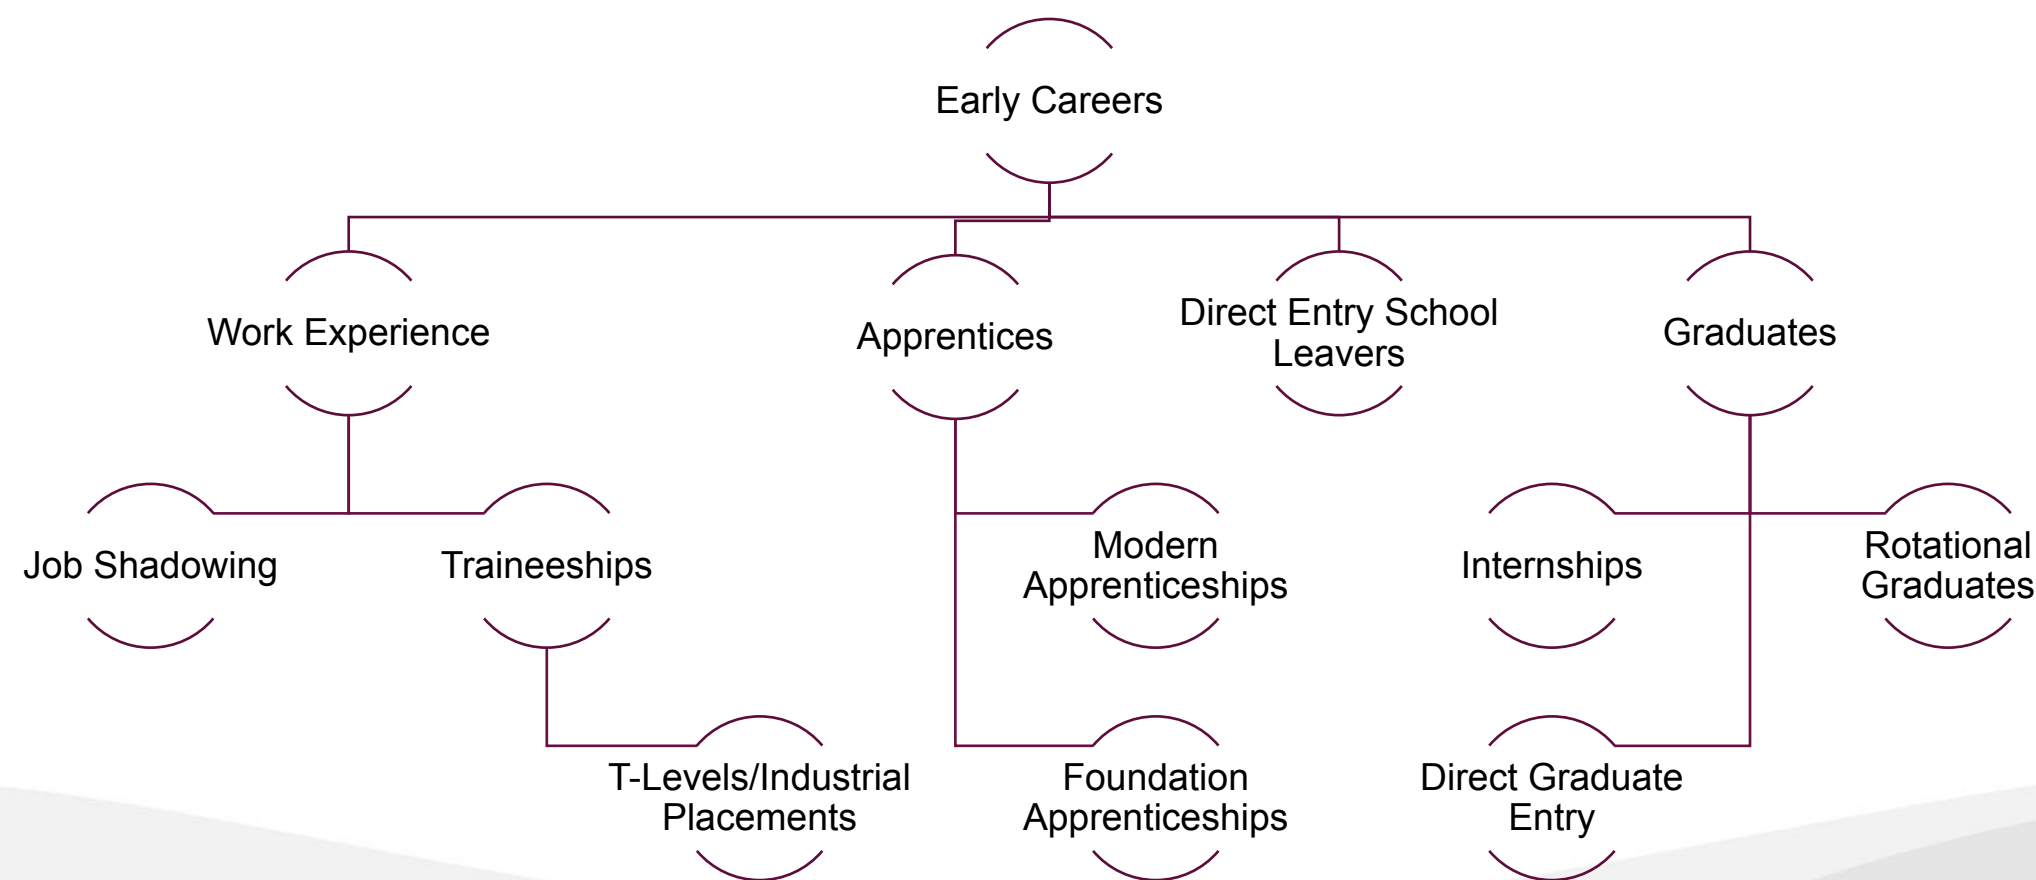 Early Careers
Work Experience
Apprentices
Direct Entry School
Leavers
Graduates
Job Shadowing
Traineeships
Modern
Apprenticeships
Internships
Rotational
Graduates
T-Levels/Industrial
Placements
Foundation
Apprenticeships
Direct Graduate
Entry